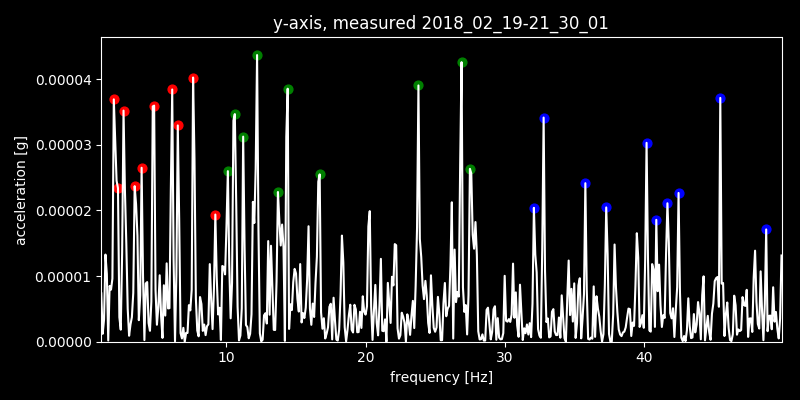 y-axis, measured 2018_02_19-21_30_01
acceleration [g]
0.00004
0.00003
0.00002
0.00001
0.00000
10 20 30 40
frequency [Hz]